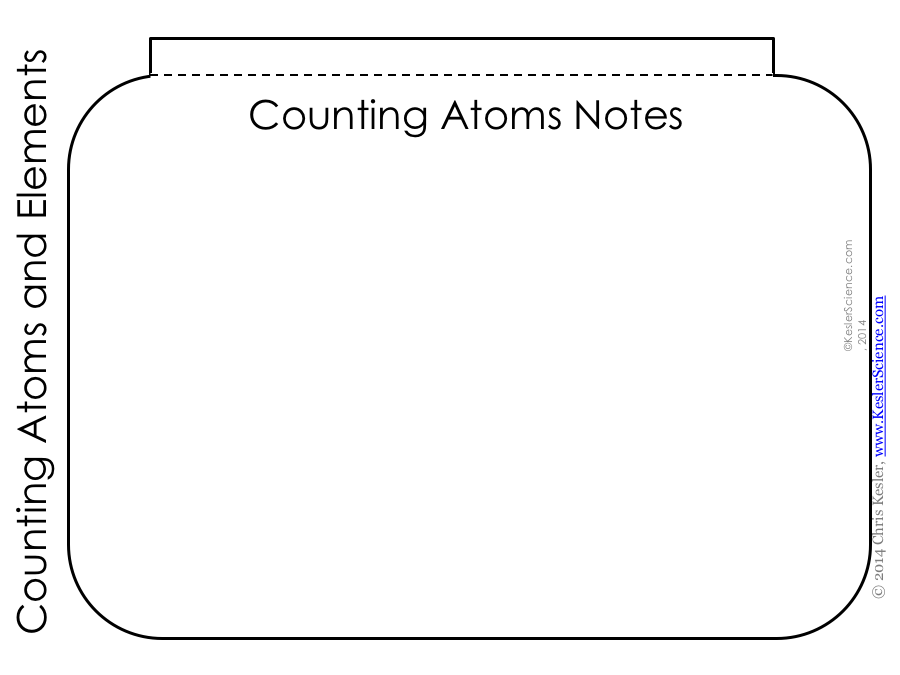 Counting Atoms and Elements
Counting Atoms Notes
©KeslerScience.com
, 2014
© 2014 Chris Kesler, www.KeslerScience.com